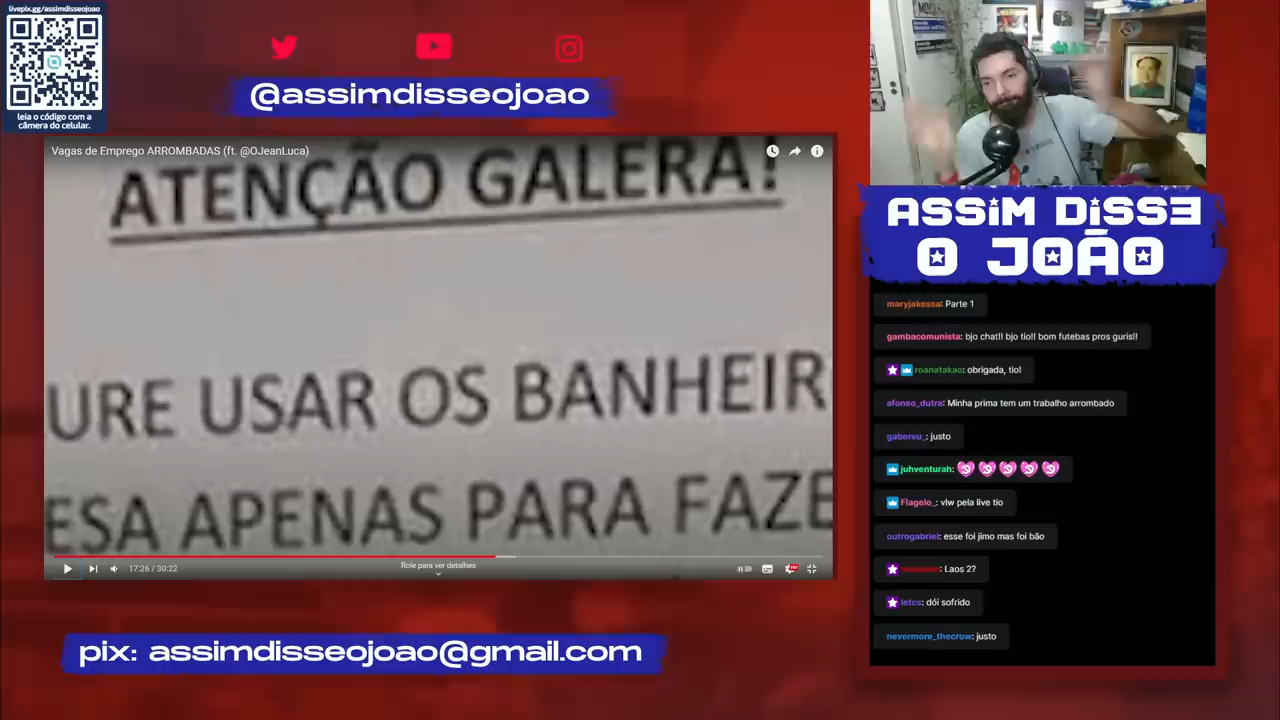 livepix.gg/assimdisseojoao
leia o código com a
câmera do celular.
@assimdisseojoao
Vagas de Emprego ARROMBADAS (ft. @OJeanLuca)
ATENÇÃO GALERA!
URE USAR OS BANHEIR
ESA APENAS PARA FAZE
17:26 / 30:22
Role para ver detalhes
pix: assimdisseojoao@gmail.com
ASSIM DISSE
O JOÃO
maryjakessa: Parte 1
gambacomunista: bjo chat!! bjo tio!! bom futebas pros guris!!
roanatakao: obrigada, tio!
afonso_dutra: Minha prima tem um trabalho arrombado
gabereu_: justo
juhventurah:
Flagelo_: vlw pela live tio
outrogabriel: esse foi jimo mas foi bão
: Laos 2?
letcs: dói sofrido
nevermore_thecrow: justo